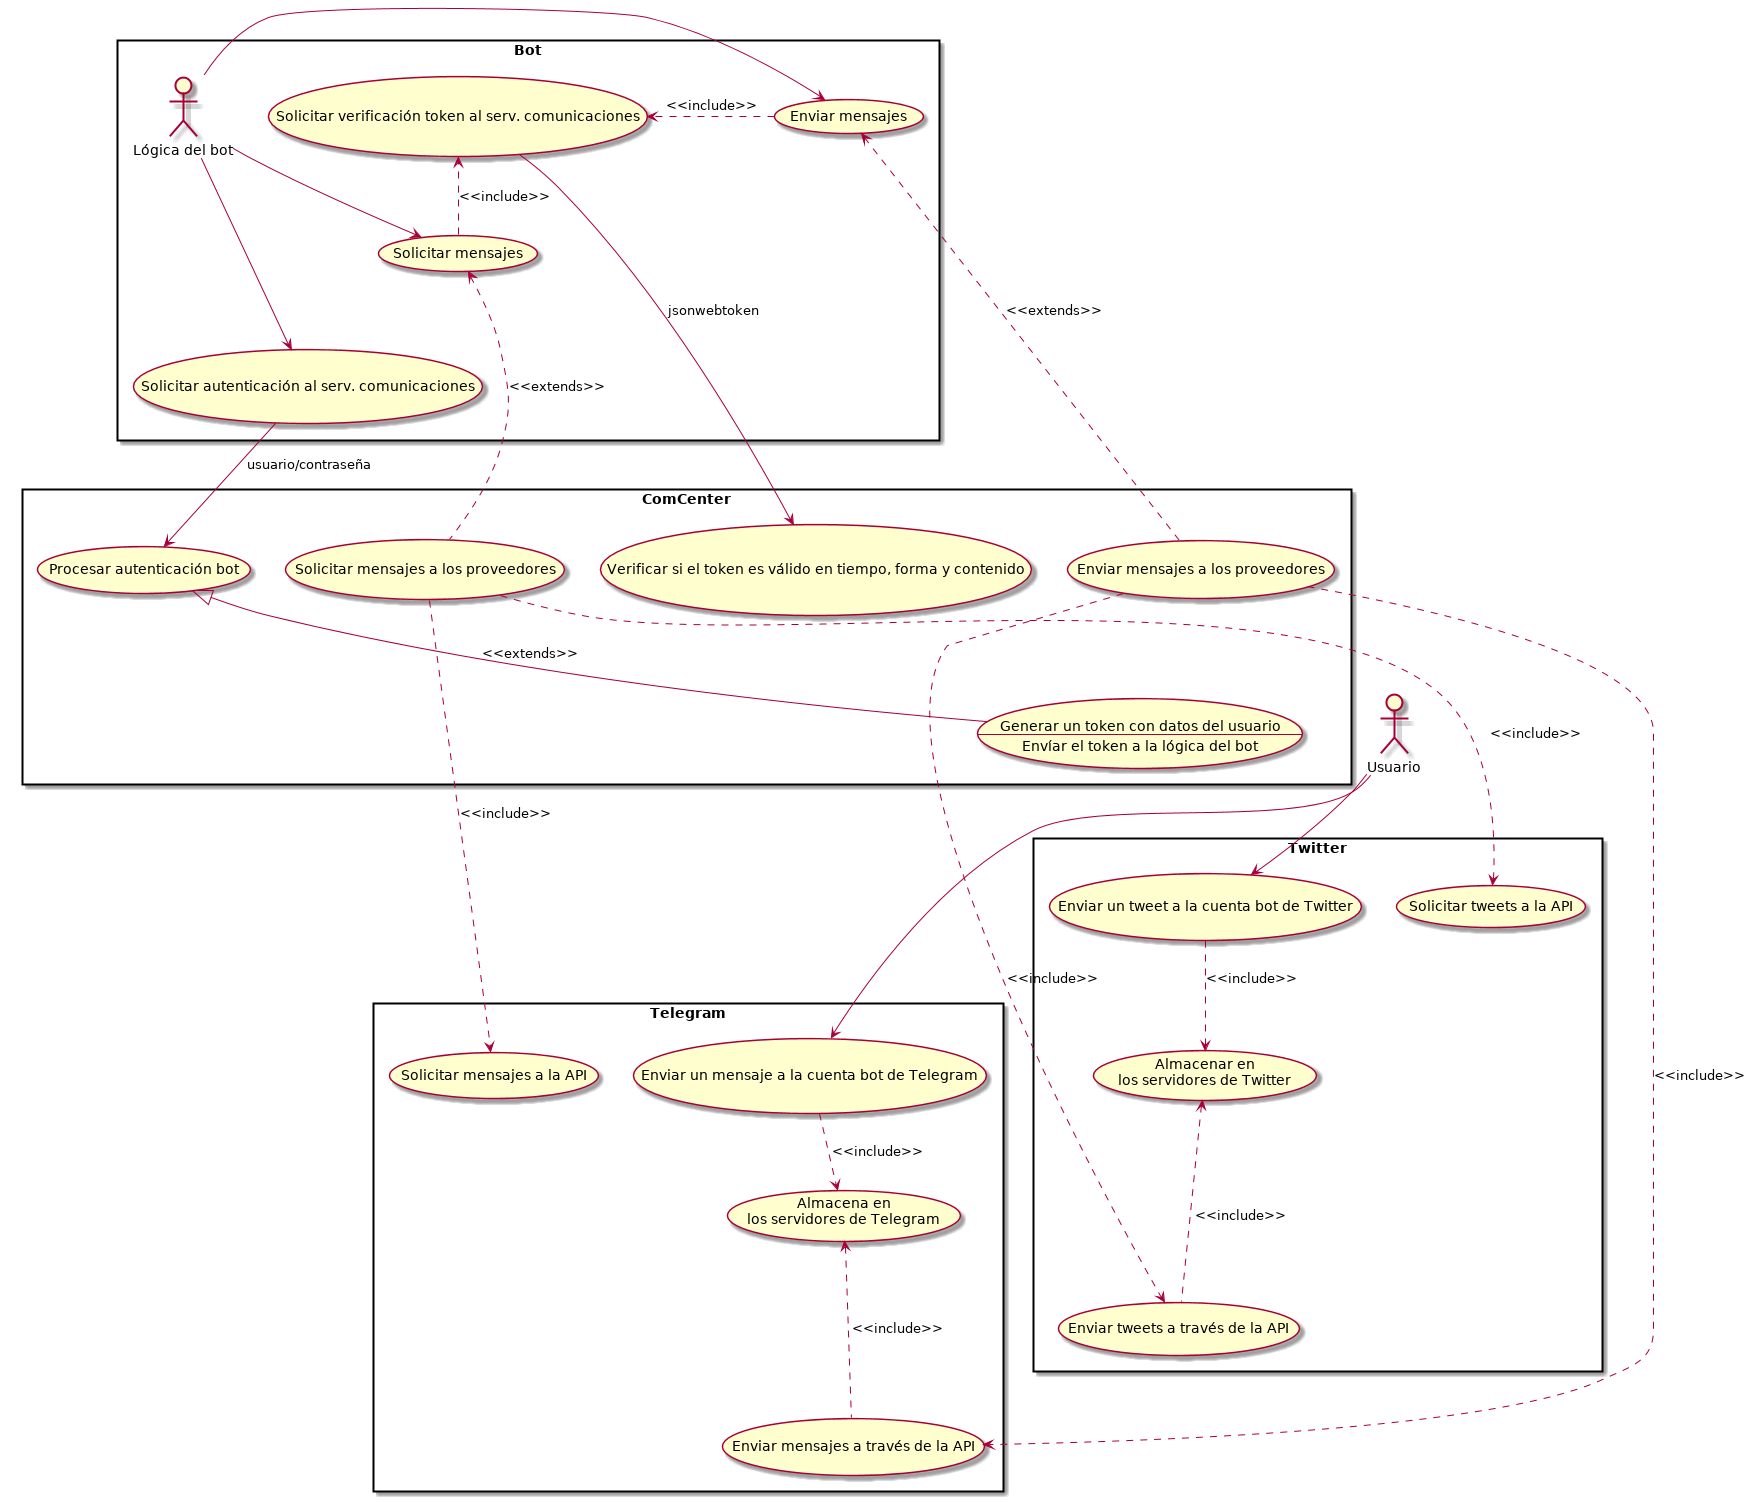 Bot
<<include>>
Solicitar verificación token al serv. comunicaciones
Enviar mensajes
Lógica del bot
<<include>>
Solicitar mensajes
jsonwebtoken
<<extends>>
Solicitar autenticación al serv. comunicaciones
<<extends>>
usuario/contraseña
ComCenter
Procesar autenticación bot
Solicitar mensajes a los proveedores
Verificar si el token es válido en tiempo, forma y contenido
Enviar mensajes a los proveedores
<<extends>>
Generar un token con datos del usuario
Envíar el token a la lógica del bot
<<include>>
Usuario
<<include>>
Twitter
Enviar un tweet a la cuenta bot de Twitter
Solicitar tweets a la API
<<include>>
<<include>>
Telegram
Solicitar mensajes a la API
Enviar un mensaje a la cuenta bot de Telegram
Almacenar en
los servidores de Twitter
<<include>>
<<include>>
Almacena en
los servidores de Telegram
<<include>>
<<include>>
Enviar tweets a través de la API
Enviar mensajes a través de la API